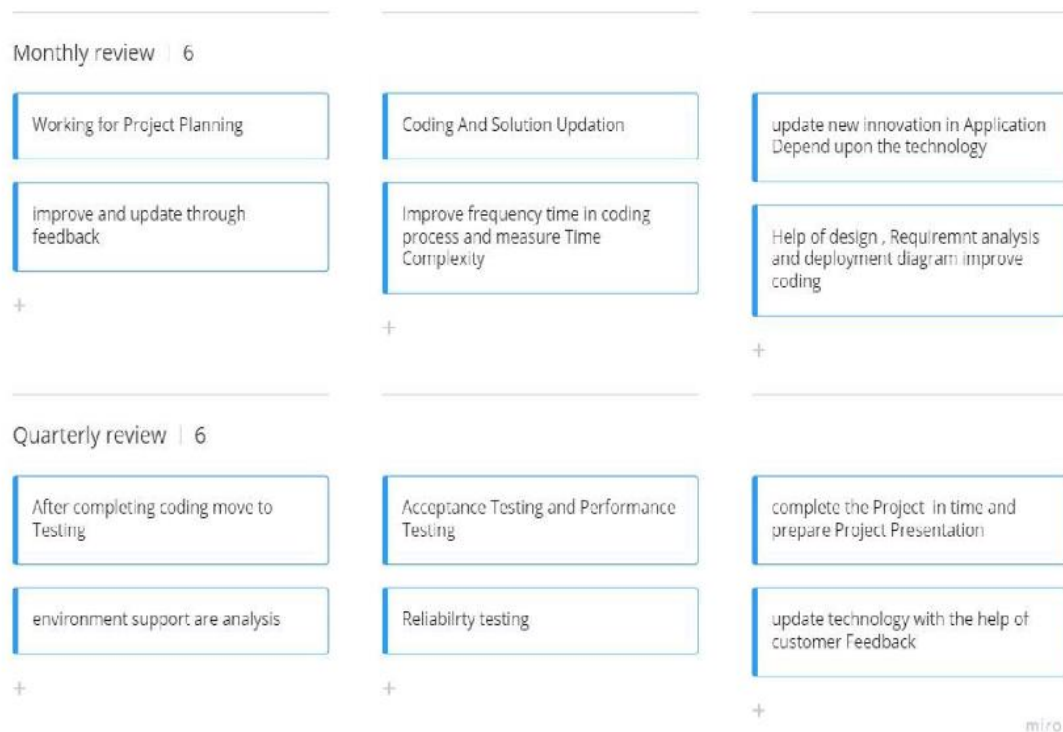 Monthly review | 6
Working for Project Planning
improve and update through
feedback
+
Coding And Solution Updation
Improve frequency time in coding
process and measure Time
Complexity
+
update new innovation in Application
Depend upon the technology
Help of design , Requiremnt analysis
and deployment diagram improve
coding
+
Quarterly review | 6
After completing coding move to
Testing
environment support are analysis
+
Acceptance Testing and Performance
Testing
Reliabilrty testing
+
complete the Project in time and
prepare Project Presentation
update technology with the help of
customer Feedback
+
miro